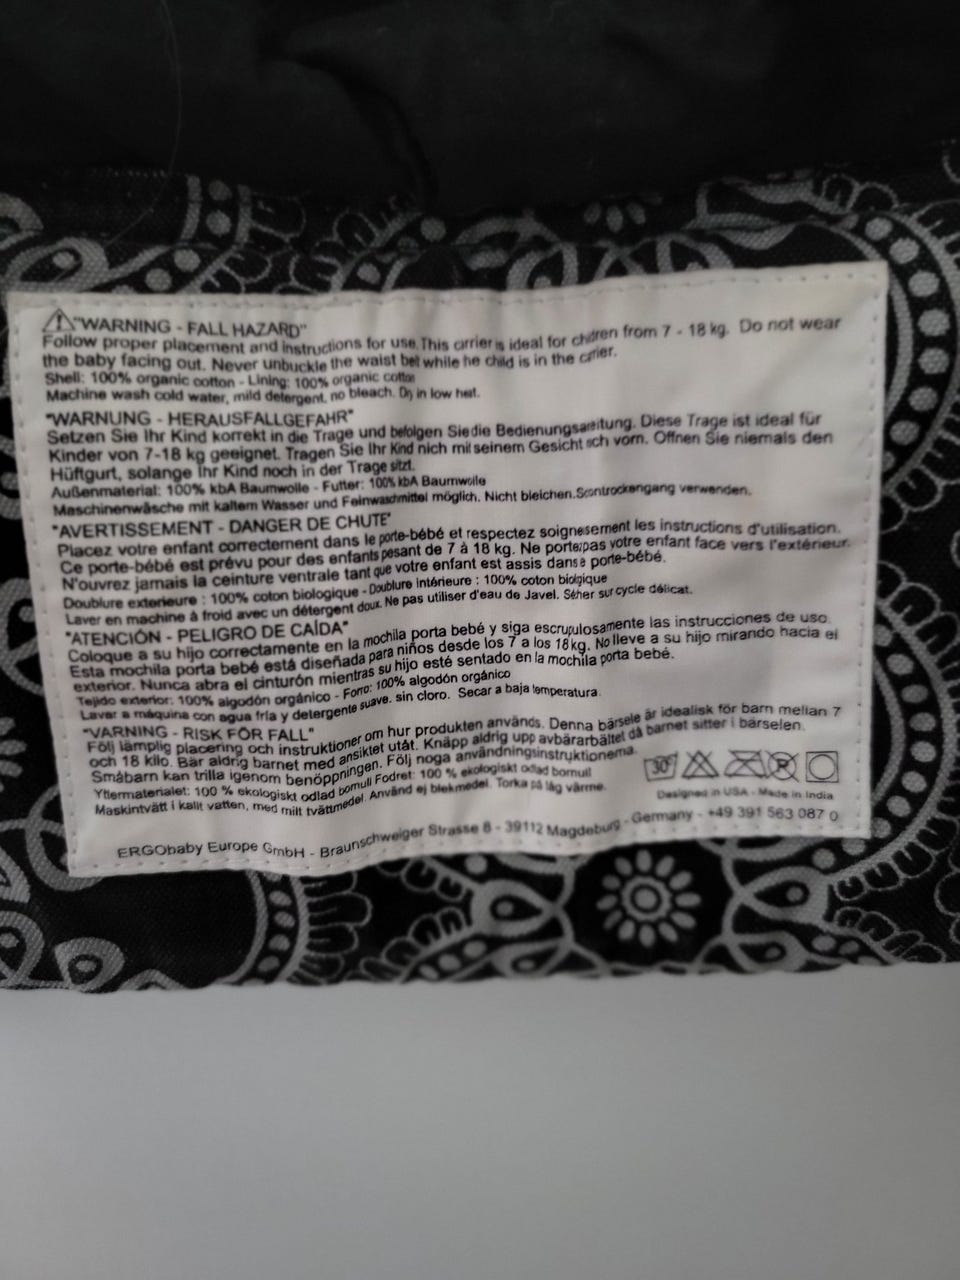 "WARNING - FALL HAZARD"
Follow proper placement and instructions for use. This carrier is ideal for children from 7 - 18 kg. Do not wear
the baby facing out. Never unbuckle the waist belt while he child is in the carrier.
Shell: 100% organic cotton - Lining: 100% organic cotton
Machine wash cold water, mild detergent, no bleach. Dry in low heat.
"WARNUNG - HERAUSFALLGEFAHR"
Setzen Sie Ihr Kind korrekt in die Trage und befolgen Sie die Bedienungsanleitung. Diese Trage ist ideal für
Kinder von 7-18 kg geeignet. Tragen Sie Ihr Kind nich mit seinem Gesicht nach vorn. Öffnen Sie niemals den
Hüftgurt, solange Ihr Kind noch in der Trage sitzt.
Außenmaterial: 100% kbA Baumwolle - Futter: 100% kbA Baumwolle
Maschinenwäsche mit kaltem Wasser und Feinwaschmittel möglich. Nicht bleichen. verwenden.
"AVERTISSEMENT - DANGER DE CHUTE"
Placez votre enfant correctement dans le porte-bébé et respectez soigneusement les instructions d'utilisation.
Ce porte-bébé est prévu pour des enfants pesant de 7 à 18 kg. Ne portez pas votre enfant face vers l'extérieur.
N'ouvrez jamais la ceinture ventrale tant que votre enfant est assis dans le porte-bébé.
Doublure exterieure : 100% coton biologique - Doublure intérieure : 100% coton biologique
Laver en machine à froid avec un détergent doux. Ne pas utiliser d'eau de Javel. Sécher sur cycle délicat.
"ATENCIÓN - PELIGRO DE CAÍDA"
Coloque a su hijo correctamente en la mochila porta bebé y siga escrupulosamente las instrucciones de uso.
Esta mochila porta bebé está diseñada para niños desde los 7 a los 18 kg. No lleve a su hijo mirando hacia el
exterior. Nunca abra el cinturón mientras su hijo esté sentado en la mochila porta bebé.
Tejido exterior: 100% algodón orgánico - Forro: 100% algodón orgánico
Lavar a máquina con agua fría y detergente suave. sin cloro. Secar a baja temperatura.
"VARNING - RISK FÖR FALL"
Följ lämplig placering och instruktioner om hur produkten används. Denna bärsele är idealisk för barn mellan 7
och 18 kilo. Bär aldrig barnet med ansiktet utåt. Knäpp aldrig upp avbärarbältet då barnet sitter i bärselen.
Småbarn kan trilla igenom benöppningen. Följ noga användningsinstruktionerna.
Yttermaterialet: 100 % ekologiskt odlad bomull Fodret: 100 % ekologiskt odlad bomull
Maskintvätt i kallt vatten, med milt tvättmedel. Använd ej blekmedel. Torka på låg värme.
30°
P
Designed in USA - Made in India
ERGObaby Europe GmbH - Braunschweiger Strasse 8 - 39112 Magdeburg - Germany - +49 391 563 087 0